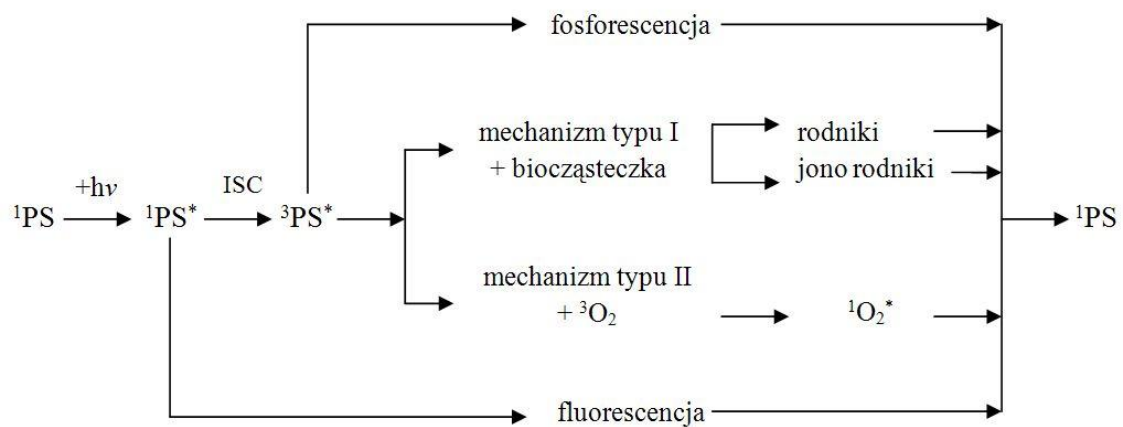 fosforescencja
mechanizm typu I
+ biocząsteczka
rodniki
jono rodniki
+hν
ISC
¹PS
¹PS*
³PS*
¹PS
mechanizm typu II
+ ³O₂
¹O₂*
fluorescencja